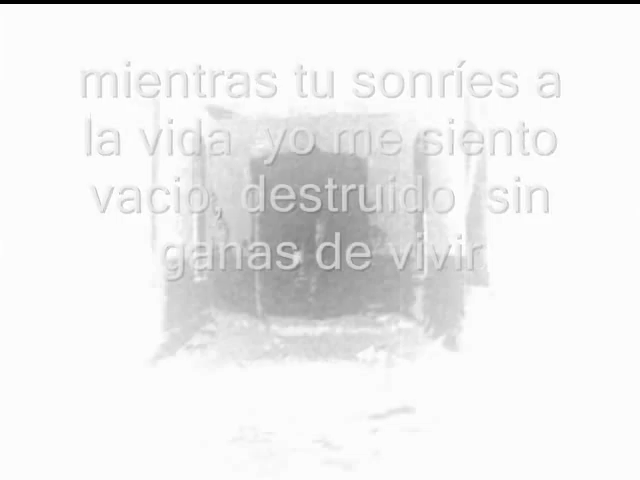 mientras tu sonríes a
la vida yo me siento
vacio, destruido sin
ganas de vivir